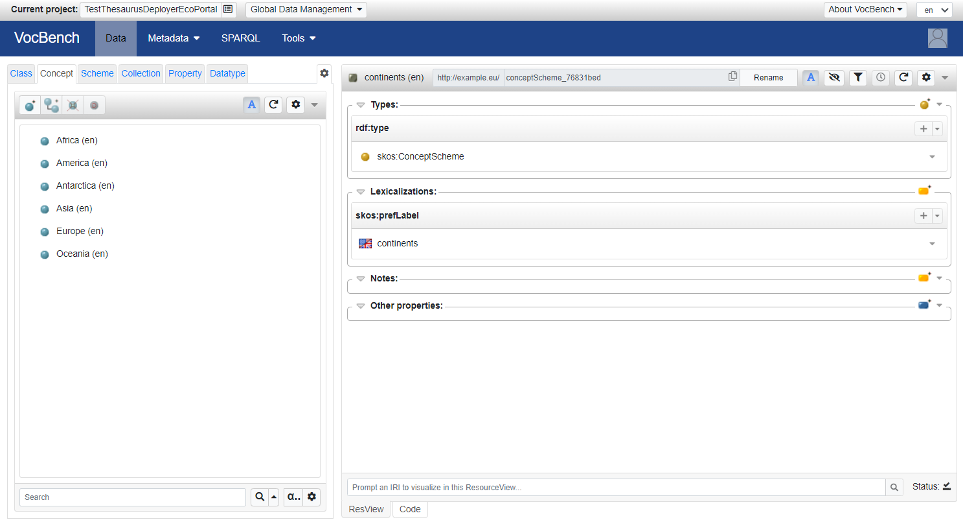 Current project: TestThesaurusDeployerEcoPortal Global Data Management About VocBench en
VocBench Data Metadata SPARQL Tools
Class Concept Scheme Collection Property Datatype
continents (en) http://example.eu/ conceptScheme_76831bed Rename A
A
Types:
rdf:type
skos:ConceptScheme
Lexicalizations:
skos:prefLabel
continents
Notes:
Other properties:
Africa (en)
America (en)
Antarctica (en)
Asia (en)
Europe (en)
Oceania (en)
Search α..
Prompt an IRI to visualize in this ResourceView... Status:
ResView Code